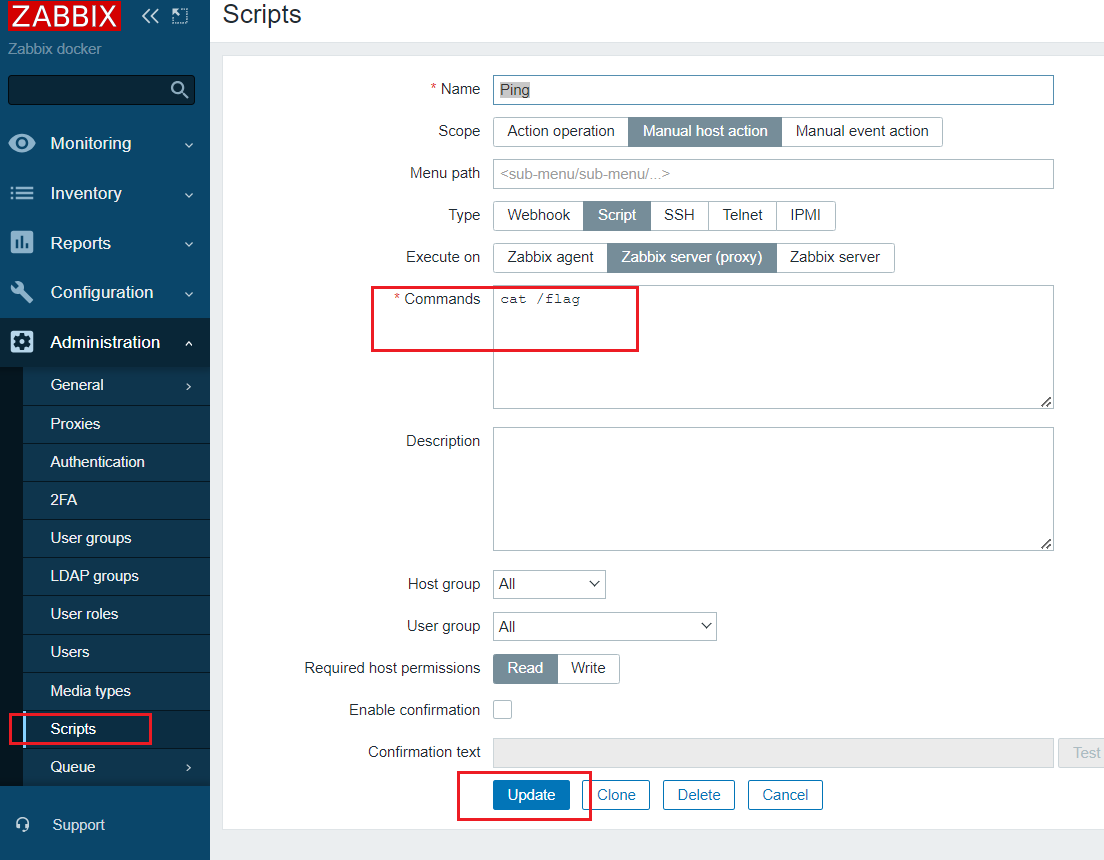 ZABBIX
Zabbix docker
Monitoring
Inventory
Reports
Configuration
Administration
General
Proxies
Authentication
2FA
User groups
LDAP groups
User roles
Users
Media types
Scripts
Queue
Support
Scripts
* Name Ping
Scope Action operation Manual host action Manual event action
Menu path <sub-menu/sub-menu/...>
Type Webhook Script SSH Telnet IPMI
Execute on Zabbix agent Zabbix server (proxy) Zabbix server
* Commands cat /flag
Description
Host group All
User group All
Required host permissions Read Write
Enable confirmation
Confirmation text Test
Update Clone Delete Cancel